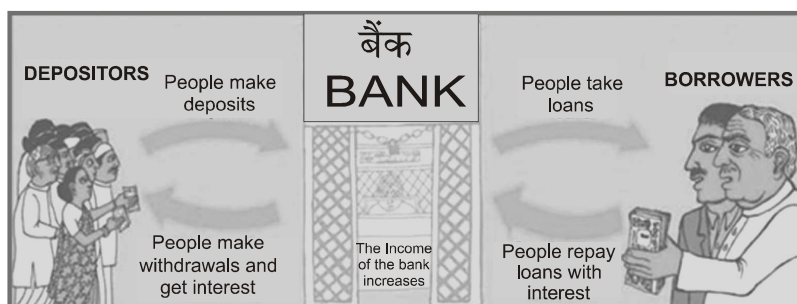 DEPOSITORS
People make
deposits
बैंक
BANK
People take
loans
BORROWERS
People make
withdrawals and
get interest
The Income
of the bank
increases
People repay
loans with
interest